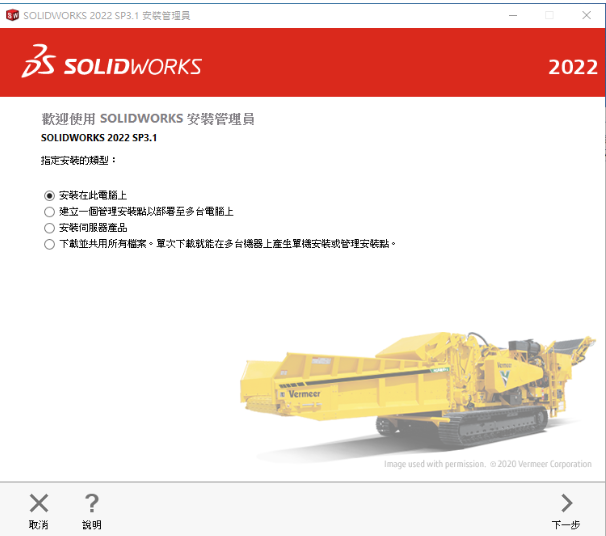 SOLIDWORKS 2022 SP3.1 安裝管理員
SOLIDWORKS
2022
歡迎使用 SOLIDWORKS 安裝管理員
SOLIDWORKS 2022 SP3.1
指定安裝的類型：
安裝在此電腦上
建立一個管理安裝點以部署至多台電腦上
安裝伺服器產品
下載並共用所有檔案。單次下載就能在多台機器上產生單機安裝或管理安裝點。
Vermeer
Vermeer
Image used with permission. ©2020 Vermeer Corporation
取消
說明
下一步